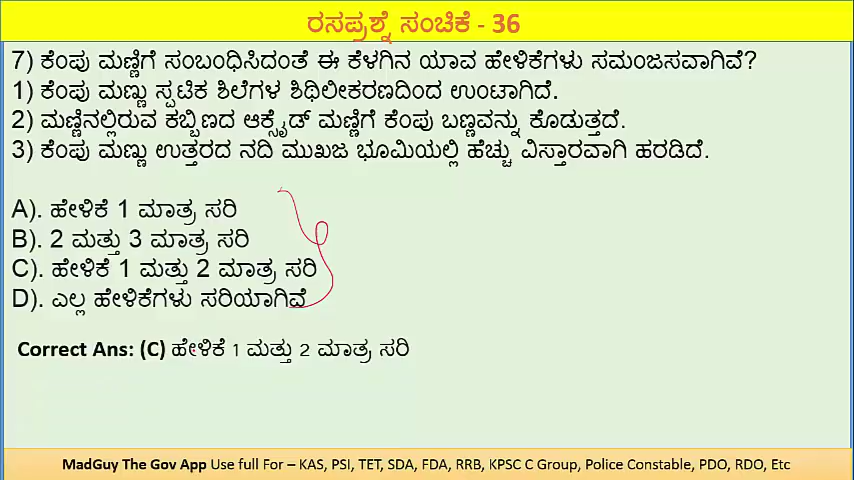 ರಸಪ್ರಶ್ನೆ ಸಂಚಿಕೆ - 36
7) ಕೆಂಪು ಮಣ್ಣಿಗೆ ಸಂಬಂಧಿಸಿದಂತೆ ಈ ಕೆಳಗಿನ ಯಾವ ಹೇಳಿಕೆಗಳು ಸಮಂಜಸವಾಗಿವೆ?
1) ಕೆಂಪು ಮಣ್ಣು ಸ್ಪಟಿಕ ಶಿಲೆಗಳ ಶಿಥಿಲೀಕರಣದಿಂದ ಉಂಟಾಗಿದೆ.
2) ಮಣ್ಣಿನಲ್ಲಿರುವ ಕಬ್ಬಿಣದ ಆಕ್ಸೈಡ್ ಮಣ್ಣಿಗೆ ಕೆಂಪು ಬಣ್ಣವನ್ನು ಕೊಡುತ್ತದೆ.
3) ಕೆಂಪು ಮಣ್ಣು ಉತ್ತರದ ನದಿ ಮುಖಜ ಭೂಮಿಯಲ್ಲಿ ಹೆಚ್ಚು ವಿಸ್ತಾರವಾಗಿ ಹರಡಿದೆ.
A). ಹೇಳಿಕೆ 1 ಮಾತ್ರ ಸರಿ
B). 2 ಮತ್ತು 3 ಮಾತ್ರ ಸರಿ
C). ಹೇಳಿಕೆ 1 ಮತ್ತು 2 ಮಾತ್ರ ಸರಿ
D). ಎಲ್ಲ ಹೇಳಿಕೆಗಳು ಸರಿಯಾಗಿವೆ
Correct Ans: (C) ಹೇಳಿಕೆ 1 ಮತ್ತು 2 ಮಾತ್ರ ಸರಿ
MadGuy The Gov App Use full For – KAS, PSI, TET, SDA, FDA, RRB, KPSC C Group, Police Constable, PDO, RDO, Etc